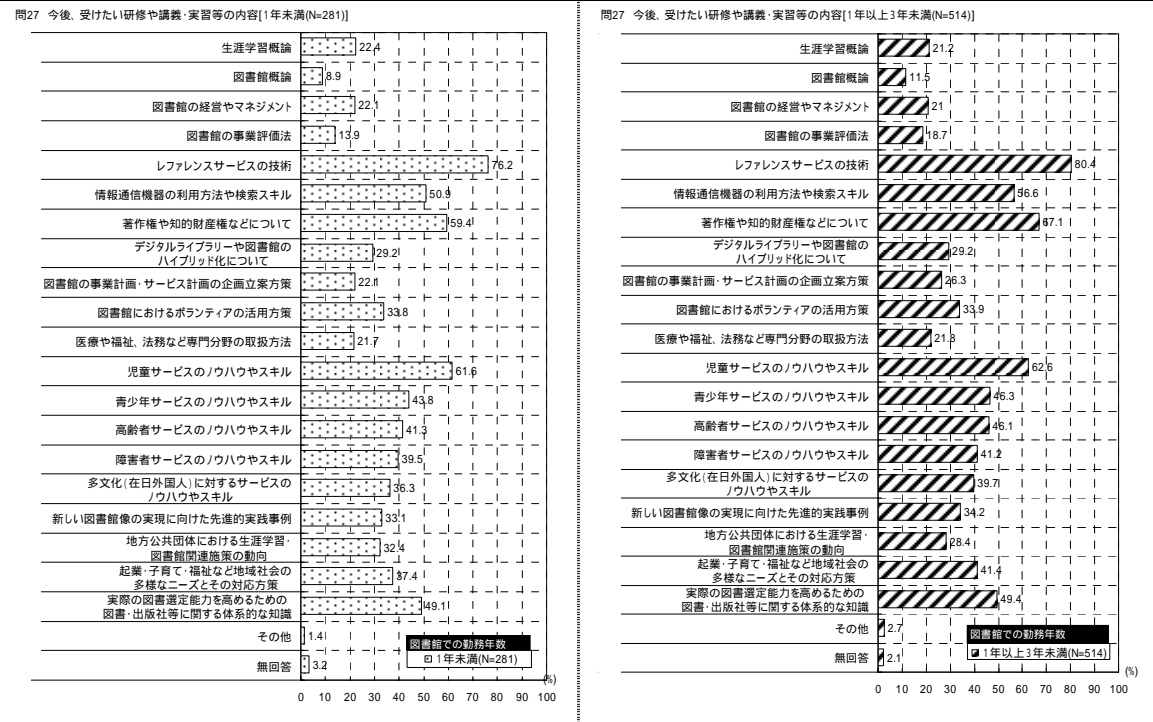 問27 今後、受けたい研修や講義・実習等の内容[1年未満(N=281)]
生涯学習概論
22.4
図書館概論
8.9
図書館の経営やマネジメント
22.1
図書館の事業評価法
13.9
レファレンスサービスの技術
76.2
情報通信機器の利用方法や検索スキル
50.9
著作権や知的財産権などについて
59.4
デジタルライブラリーや図書館の
ハイブリッド化について
29.2
図書館の事業計画・サービス計画の企画立案方策
22.1
図書館におけるボランティアの活用方策
33.8
医療や福祉、法務など専門分野の取扱方法
21.7
児童サービスのノウハウやスキル
61.6
青少年サービスのノウハウやスキル
43.8
高齢者サービスのノウハウやスキル
41.3
障害者サービスのノウハウやスキル
39.5
多文化(在日外国人)に対するサービスの
ノウハウやスキル
36.3
新しい図書館像の実現に向けた先進的実践事例
33.1
地方公共団体における生涯学習・
図書館関連施策の動向
32.4
起業・子育て・福祉など地域社会の
多様なニーズとその対応方策
37.4
実際の図書選定能力を高めるための
図書・出版社等に関する体系的な知識
49.1
その他
1.4
無回答
3.2
図書館での勤務年数
1年未満(N=281)
(%)
0 10 20 30 40 50 60 70 80 90 100
問27 今後、受けたい研修や講義・実習等の内容[1年以上3年未満(N=514)]
生涯学習概論
21.2
図書館概論
11.5
図書館の経営やマネジメント
21
図書館の事業評価法
18.7
レファレンスサービスの技術
80.4
情報通信機器の利用方法や検索スキル
56.6
著作権や知的財産権などについて
67.1
デジタルライブラリーや図書館の
ハイブリッド化について
29.2
図書館の事業計画・サービス計画の企画立案方策
26.3
図書館におけるボランティアの活用方策
33.9
医療や福祉、法務など専門分野の取扱方法
21.8
児童サービスのノウハウやスキル
62.6
青少年サービスのノウハウやスキル
46.3
高齢者サービスのノウハウやスキル
46.1
障害者サービスのノウハウやスキル
41.2
多文化(在日外国人)に対するサービスの
ノウハウやスキル
39.7
新しい図書館像の実現に向けた先進的実践事例
34.2
地方公共団体における生涯学習・
図書館関連施策の動向
28.4
起業・子育て・福祉など地域社会の
多様なニーズとその対応方策
41.4
実際の図書選定能力を高めるための
図書・出版社等に関する体系的な知識
49.4
その他
2.7
無回答
2.1
図書館での勤務年数
1年以上3年未満(N=514)
(%)
0 10 20 30 40 50 60 70 80 90 100